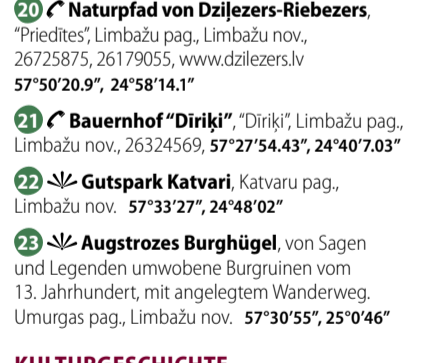 20 Naturpfad von Dziļezers-Riebezers,
“Priedītes”, Limbažu pag., Limbažu nov.,
26725875, 26179055, www.dzilezers.lv
57°50’20.9”, 24°58’14.1”
21 Bauernhof “Dīriķi”, “Dīriķi”, Limbažu pag.,
Limbažu nov., 26324569, 57°27’54.43”, 24°40’7.03”
22 Gutspark Katvari, Katvaru pag.,
Limbažu nov. 57°33’27”, 24°48’02”
23 Augstrozes Burghügel, von Sagen
und Legenden umwobene Burgruinen vom
13. Jahrhundert, mit angelegtem Wanderweg.
Umurgas pag., Limbažu nov. 57°30’55”, 25°0’46”
KULTURGESCHICHTE